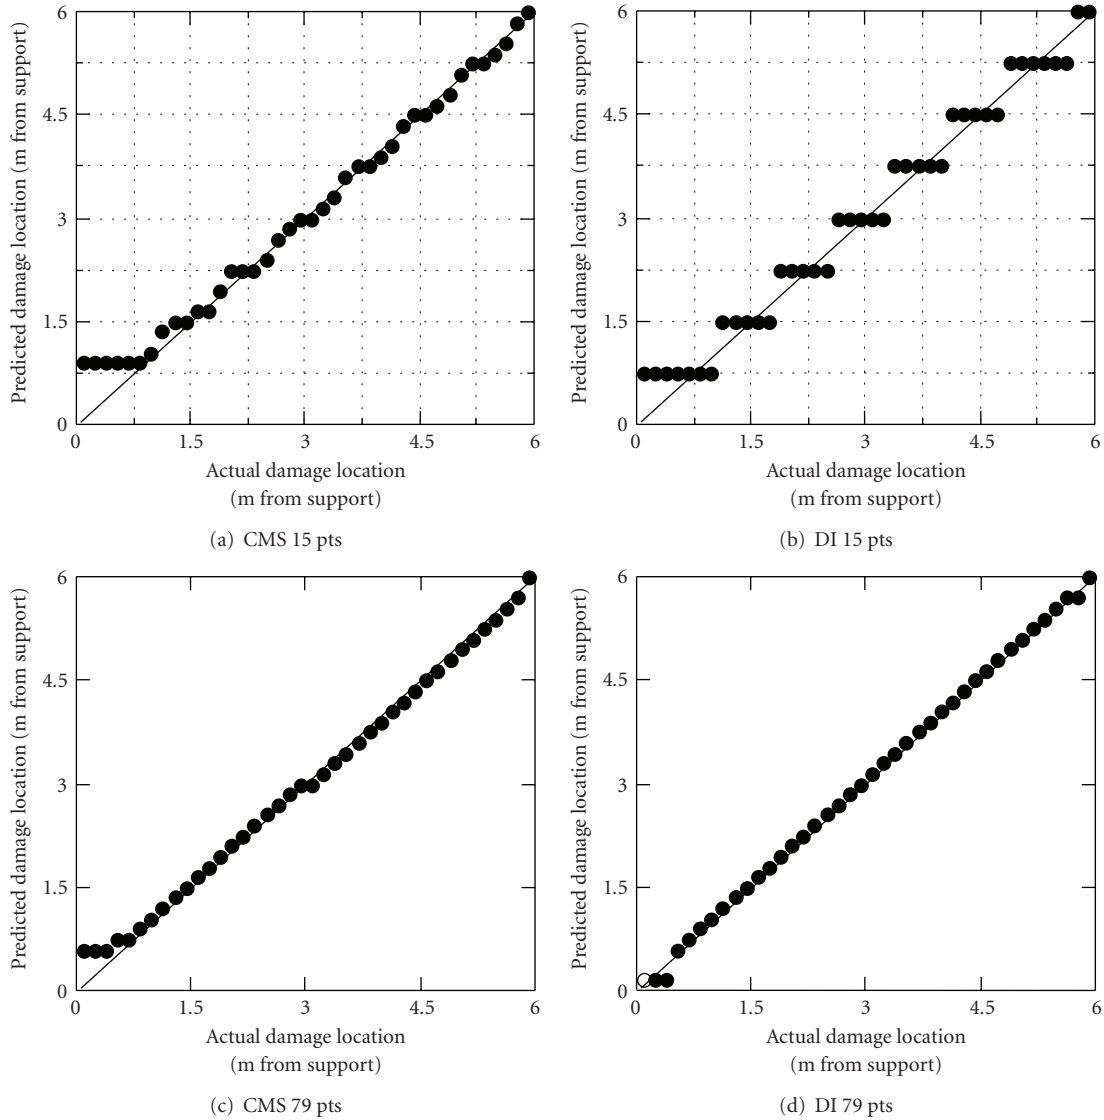 6
4.5
3
1.5
0
Predicted damage location (m from support)
0
1.5
3
4.5
6
Actual damage location
(m from support)
(a) CMS 15 pts
6
4.5
3
1.5
0
Predicted damage location (m from support)
0
1.5
3
4.5
6
Actual damage location
(m from support)
(b) DI 15 pts
6
4.5
3
1.5
0
Predicted damage location (m from support)
0
1.5
3
4.5
6
Actual damage location
(m from support)
(c) CMS 79 pts
6
4.5
3
1.5
0
Predicted damage location (m from support)
0
1.5
3
4.5
6
Actual damage location
(m from support)
(d) DI 79 pts